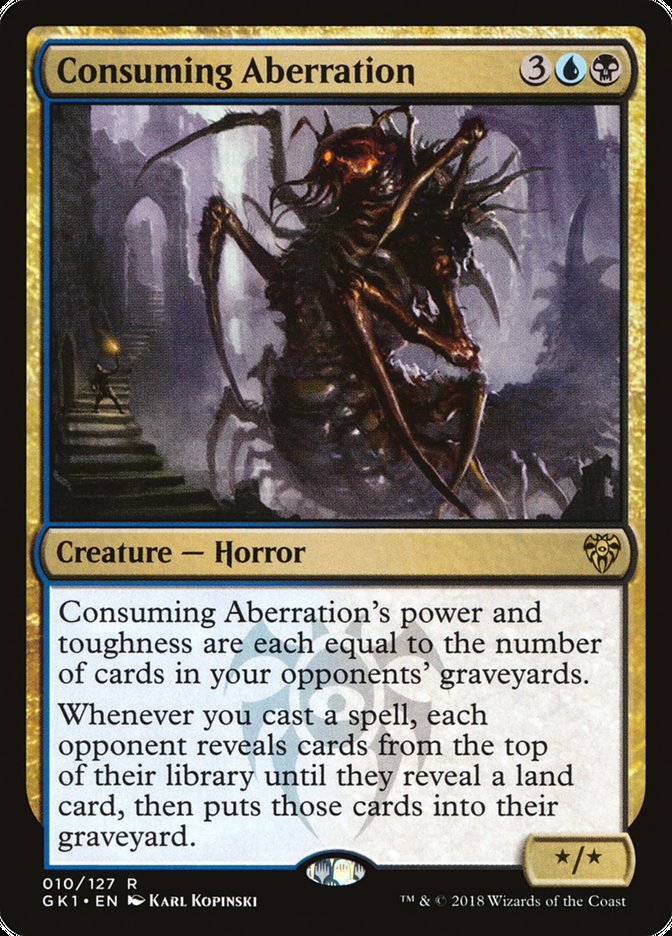 Consuming Aberration 3
Creature — Horror
Consuming Aberration's power and
toughness are each equal to the number
of cards in your opponents' graveyards.
Whenever you cast a spell, each
opponent reveals cards from the top
of their library until they reveal a land
card, then puts those cards into their
graveyard.
★/★
010/127 R
GK1 • EN Karl Kopinski
™ & © 2018 Wizards of the Coast